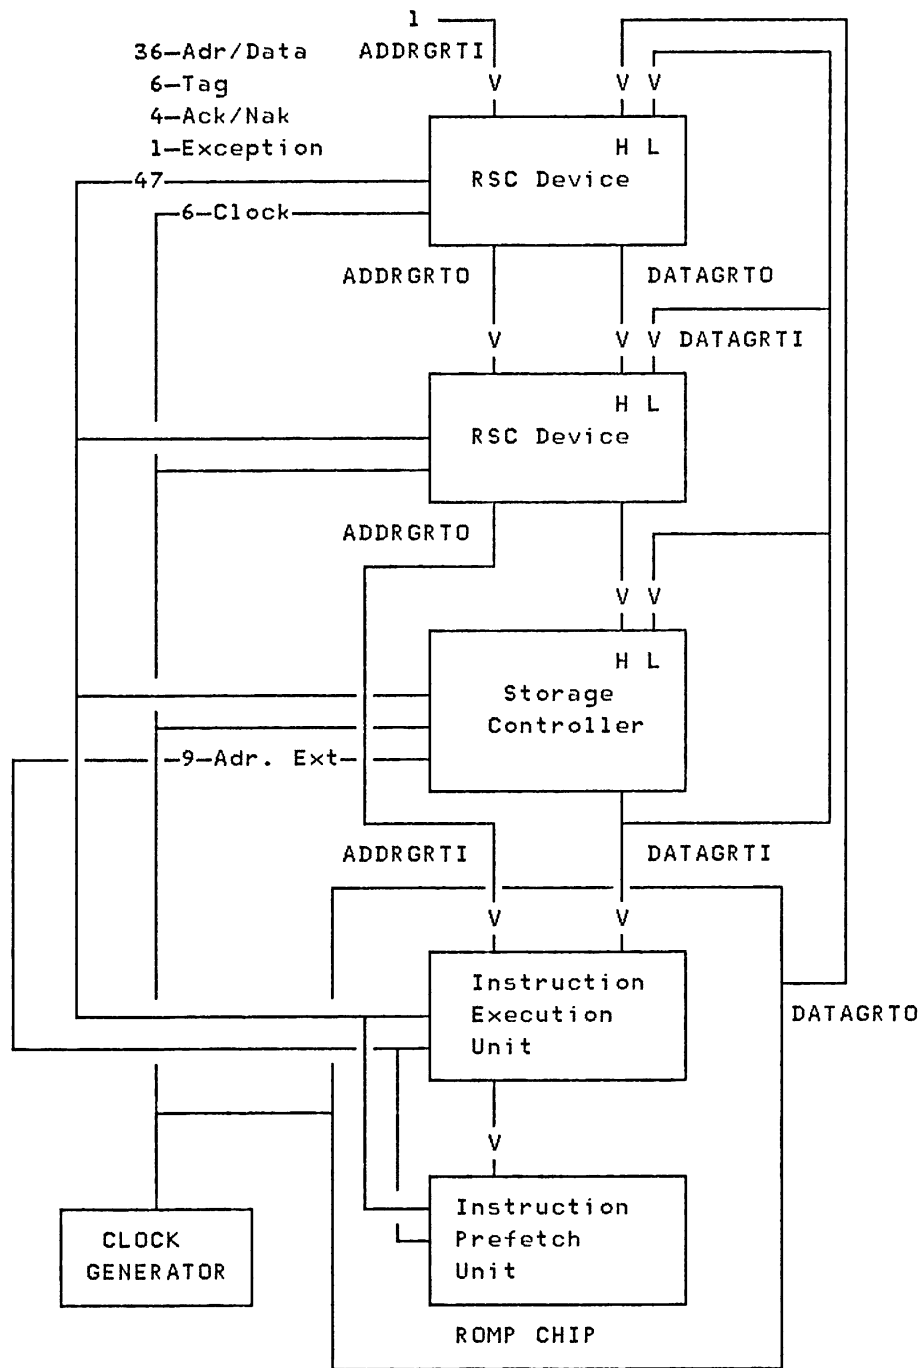 1
36—Adr/Data ADDRGRTI
6—Tag V V V
4—Ack/Nak
1—Exception H L
47 RSC Device
6—Clock
ADDRGRTO DATAGRTO
V V V DATAGRTI
H L
RSC Device
ADDRGRTO
V V
H L
Storage
Controller
9—Adr. Ext
ADDRGRTI DATAGRTI
V V
Instruction
Execution DATAGRTO
Unit
V
Instruction
CLOCK Prefetch
GENERATOR Unit
ROMP CHIP